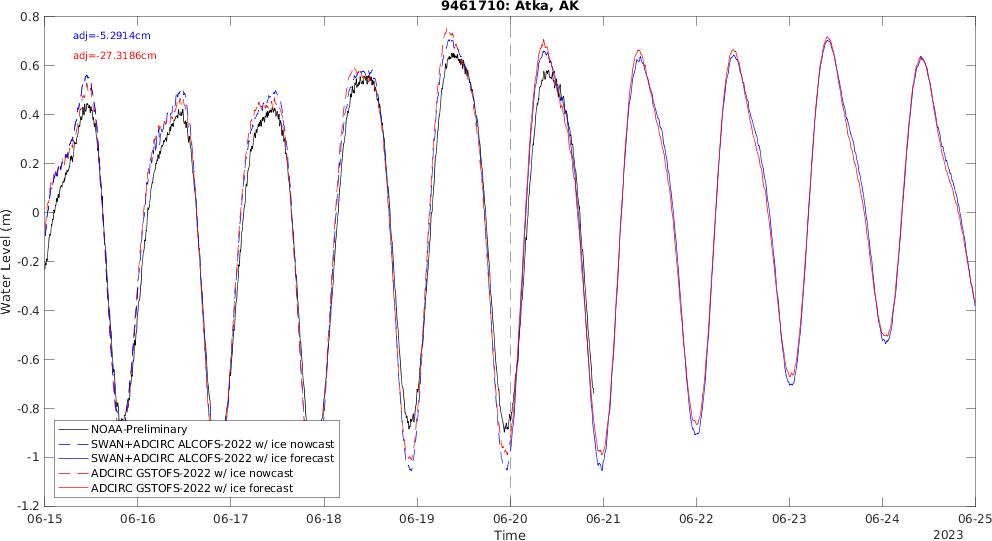 9461710: Atka, AK
adj=-5.2914cm
adj=-27.3186cm
Water Level (m)
0.8
0.6
0.4
0.2
0
-0.2
-0.4
-0.6
-0.8
-1
-1.2
NOAA-Preliminary
SWAN+ADCIRC ALCOFS-2022 w/ ice nowcast
SWAN+ADCIRC ALCOFS-2022 w/ ice forecast
ADCIRC GSTOFS-2022 w/ ice nowcast
ADCIRC GSTOFS-2022 w/ ice forecast
06-15 06-16 06-17 06-18 06-19 06-20 06-21 06-22 06-23 06-24 06-25
Time
2023